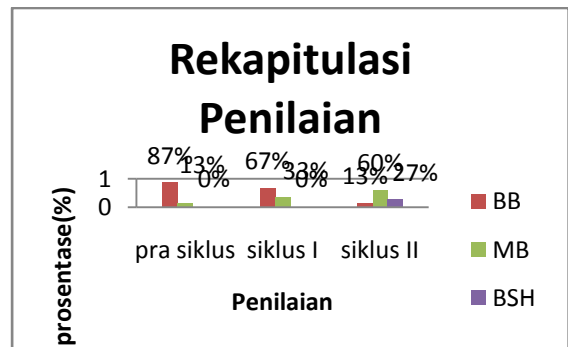 Rekapitulasi
Penilaian
87% 13% 0% 67% 33% 0% 13% 60% 27%
1
0
pra siklus siklus I siklus II
Penilaian
prosentase(%)
BB
MB
BSH